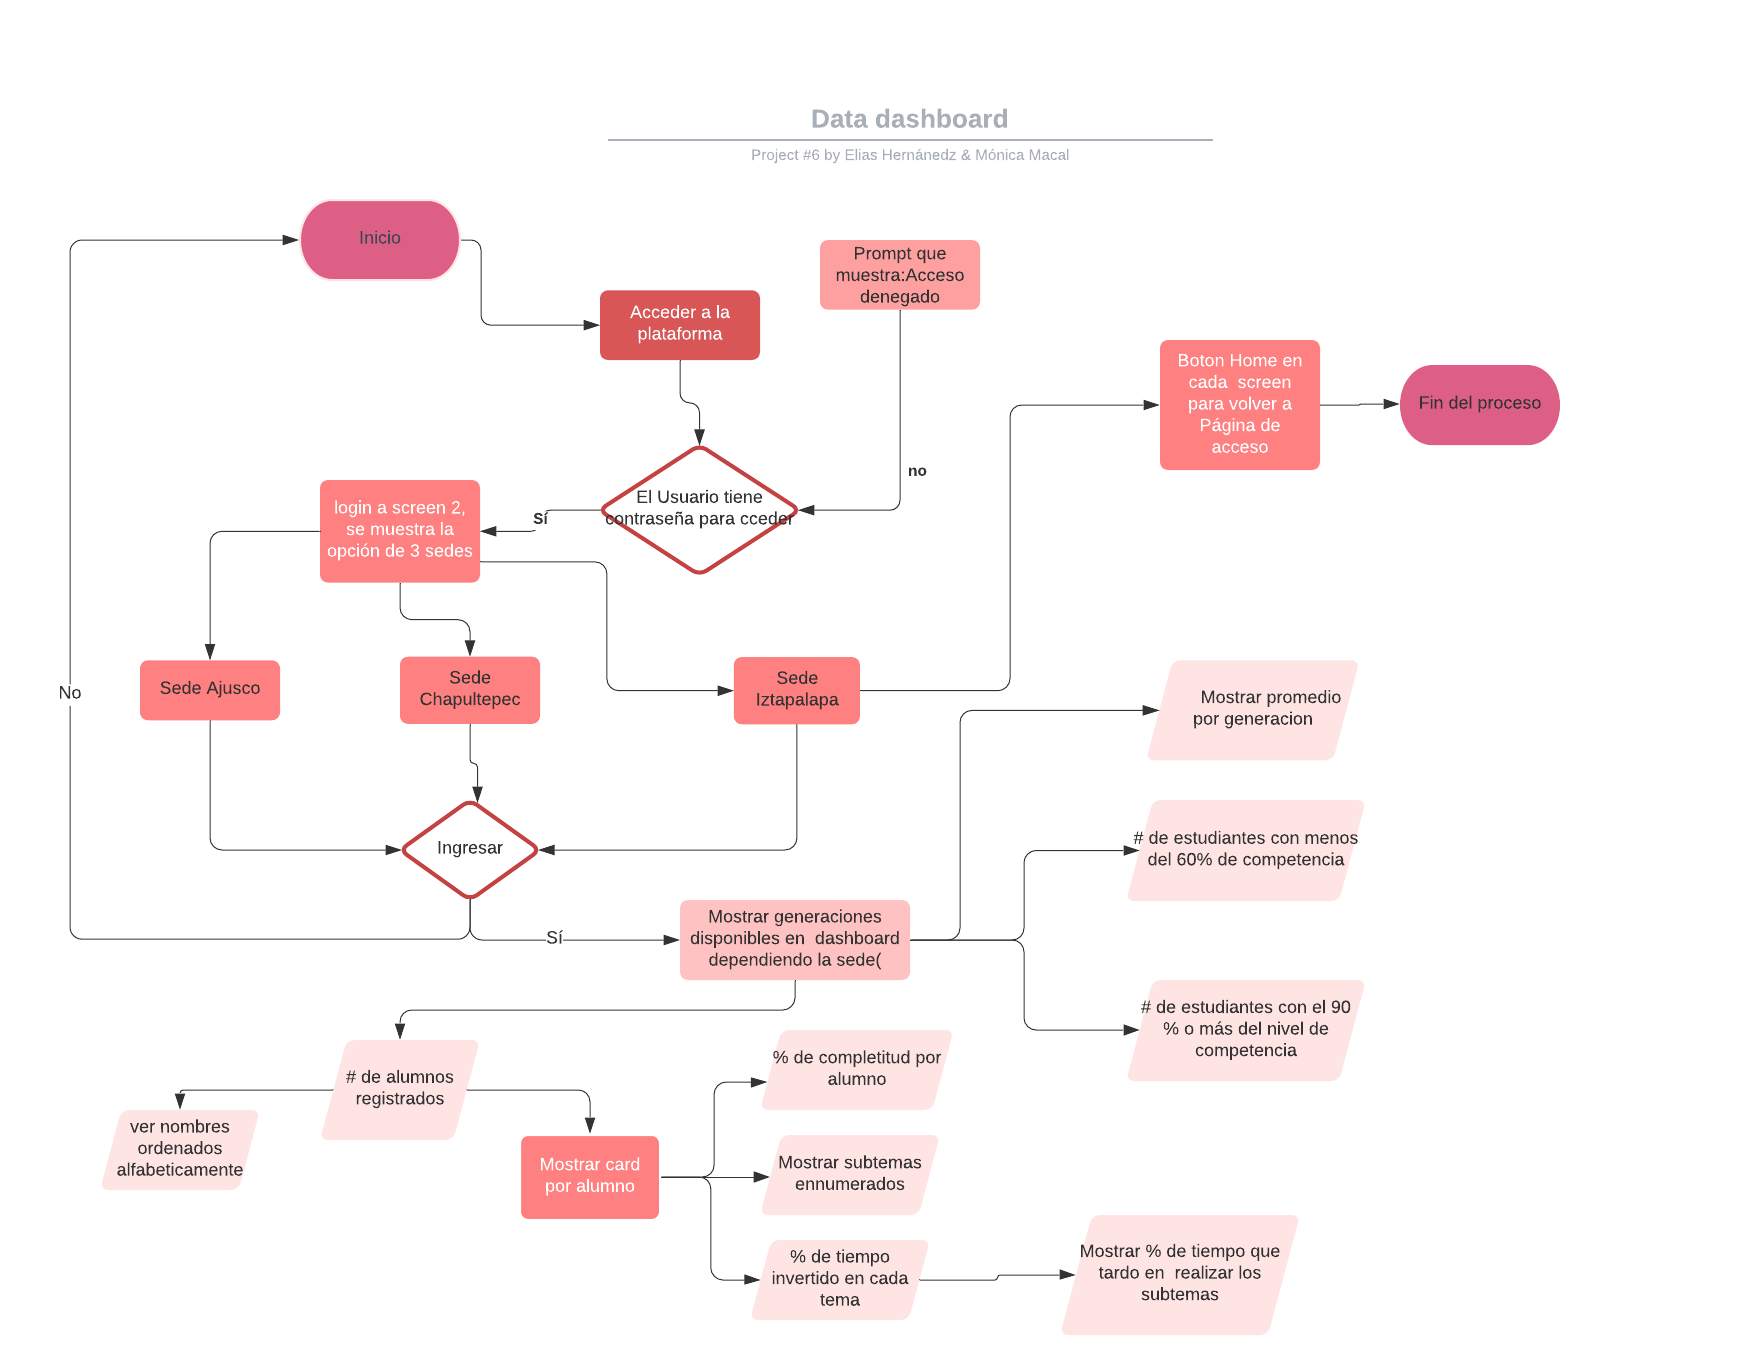 Data dashboard
Project #6 by Elias Hernánedz & Mónica Macal
Inicio
Prompt que
muestra:Acceso
denegado
Acceder a la
plataforma
Boton Home en
cada screen
para volver a
Página de
acceso
Fin del proceso
no
El Usuario tiene
contraseña para cceder
Sí
login a screen 2,
se muestra la
opción de 3 sedes
No
Sede Ajusco
Sede
Chapultepec
Sede
Iztapalapa
Mostrar promedio
por generacion
Ingresar
# de estudiantes con menos
del 60% de competencia
Sí
Mostrar generaciones
disponibles en dashboard
dependiendo la sede(
# de estudiantes con el 90
% o más del nivel de
competencia
# de alumnos
registrados
ver nombres
ordenados
alfabeticamente
Mostrar card
por alumno
% de completitud por
alumno
Mostrar subtemas
ennumerados
% de tiempo
invertido en cada
tema
Mostrar % de tiempo que
tardo en realizar los
subtemas